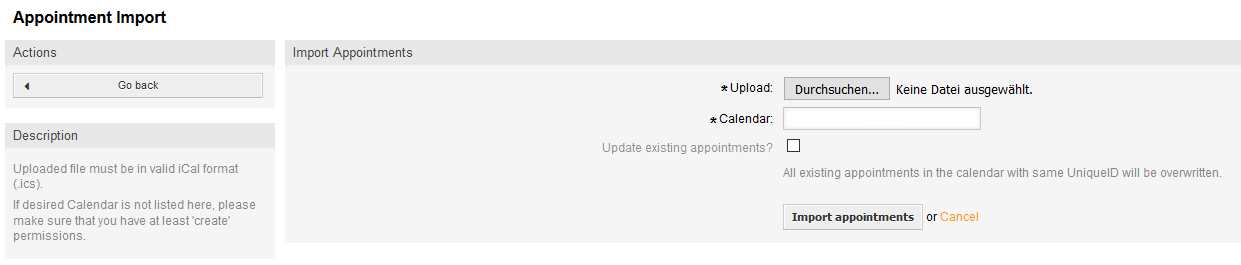 Appointment Import
Actions
Go back
Description
Uploaded file must be in valid iCal format
(.ics).
If desired Calendar is not listed here, please
make sure that you have at least 'create'
permissions.
Import Appointments
* Upload: Durchsuchen... Keine Datei ausgewählt.
* Calendar:
Update existing appointments?
All existing appointments in the calendar with same UniqueID will be overwritten.
Import appointments or Cancel